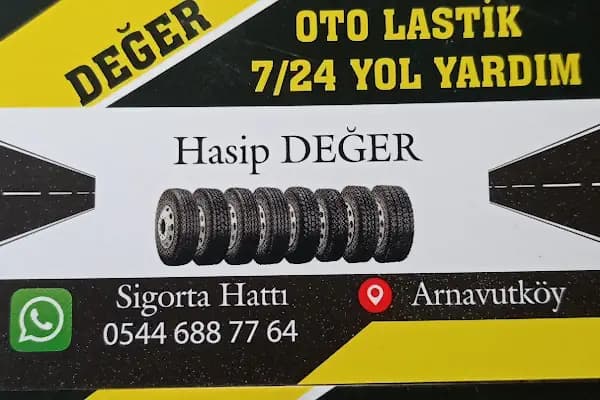 DEĞER
OTO LASTİK
7/24 YOL YARDIM
Hasip DEĞER
Sigorta Hattı
0544 688 77 64
Arnavutköy